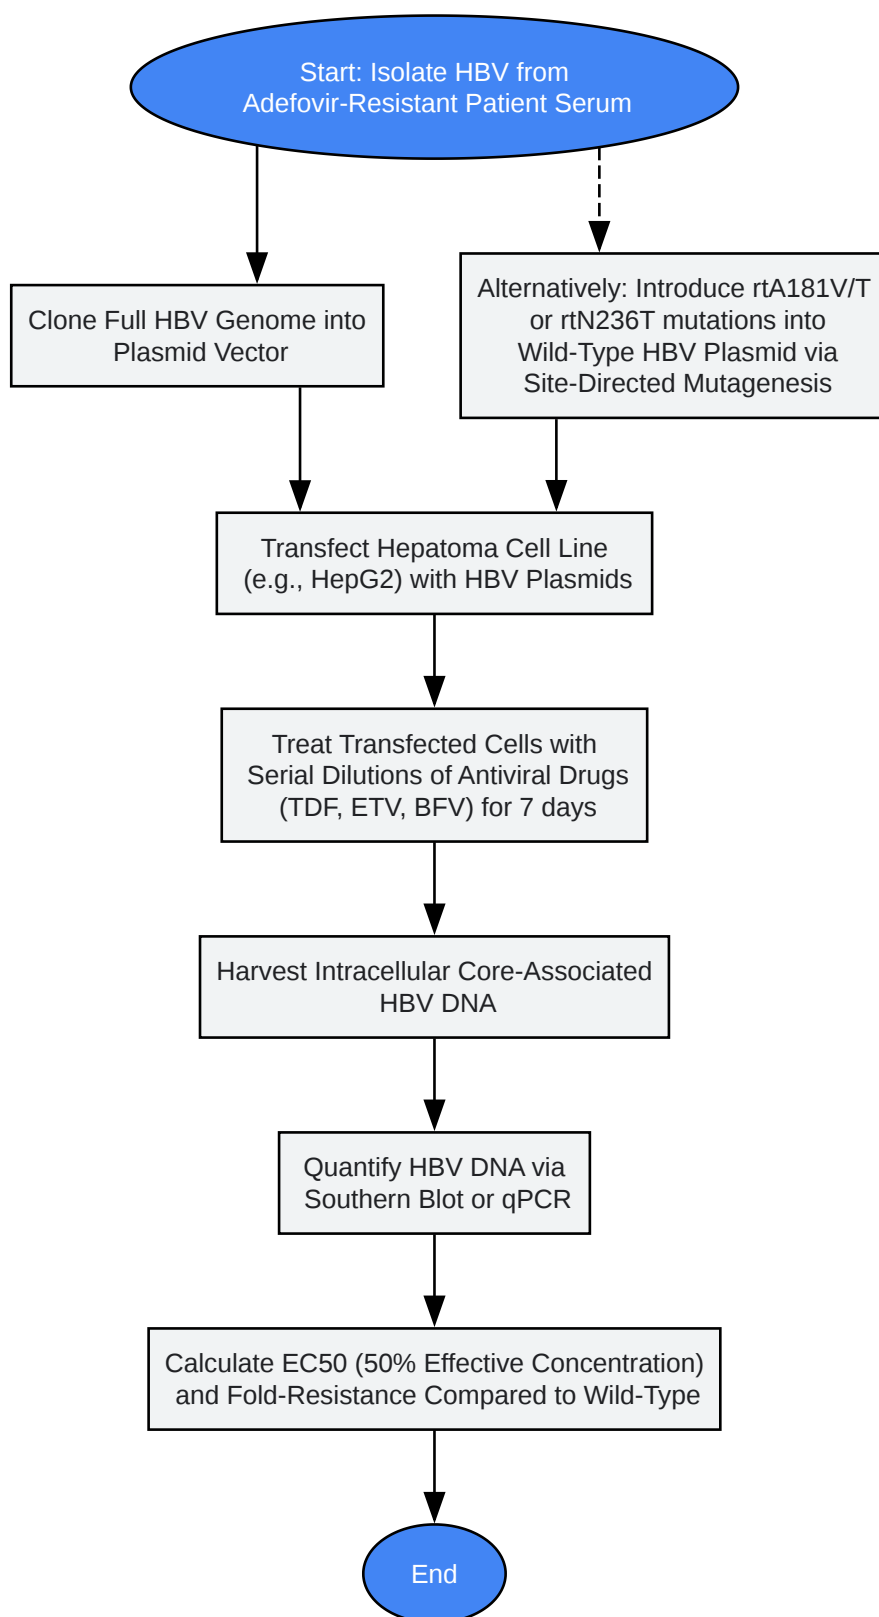 Start: Isolate HBV from
Adefovir-Resistant Patient Serum
Clone Full HBV Genome into
Plasmid Vector
Alternatively: Introduce rtA181V/T
or rtN236T mutations into
Wild-Type HBV Plasmid via
Site-Directed Mutagenesis
Transfect Hepatoma Cell Line
(e.g., HepG2) with HBV Plasmids
Treat Transfected Cells with
Serial Dilutions of Antiviral Drugs
(TDF, ETV, BFV) for 7 days
Harvest Intracellular Core-Associated
HBV DNA
Quantify HBV DNA via
Southern Blot or qPCR
Calculate EC50 (50% Effective Concentration)
and Fold-Resistance Compared to Wild-Type
End